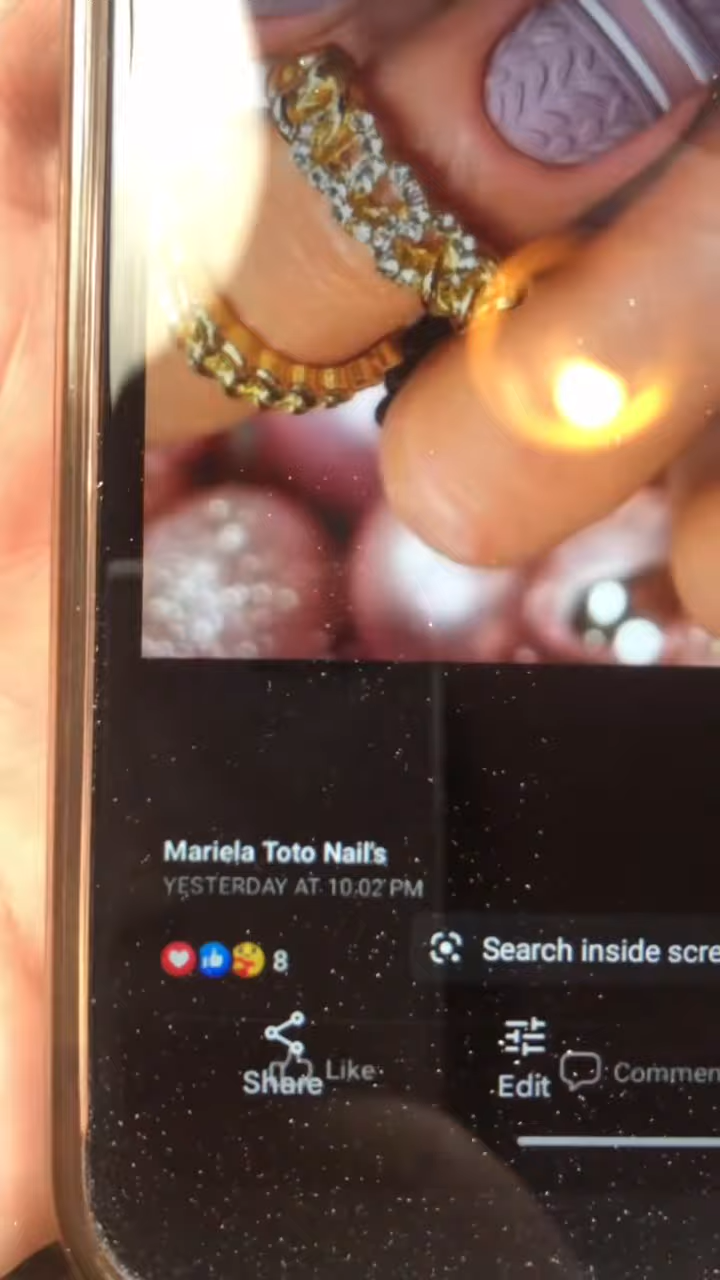 Mariela Toto Nail's
YESTERDAY AT 10:02 PM
8
Search inside scre
Share
Like
Edit
Commen